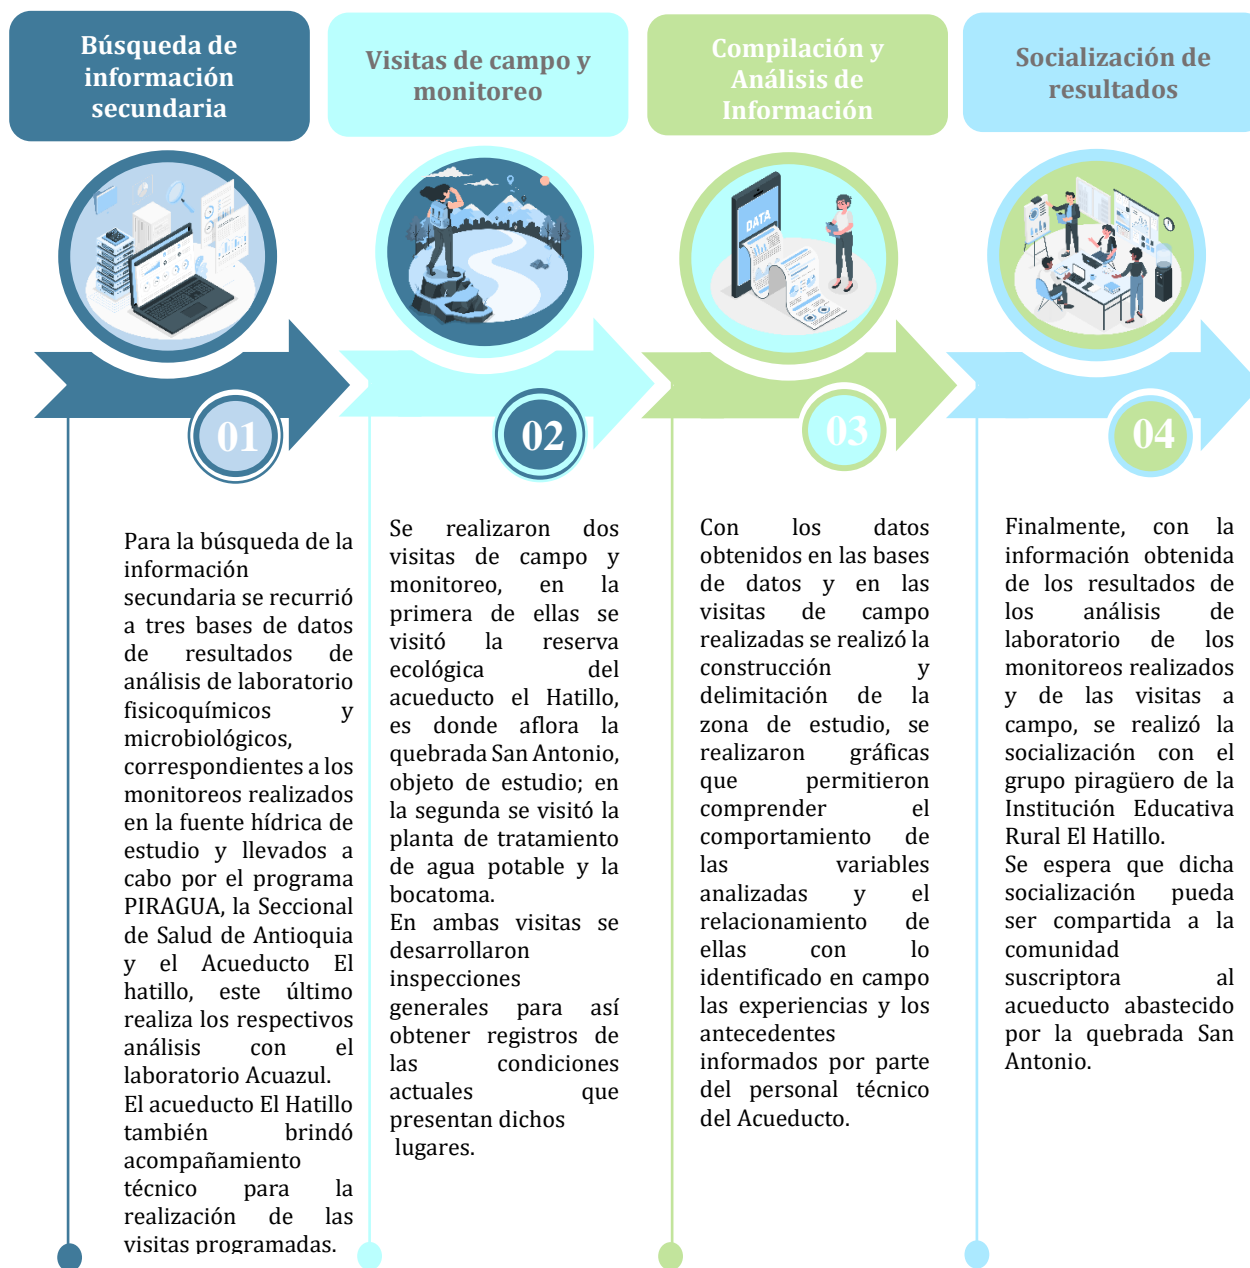 Búsqueda de
información
secundaria
Visitas de campo y
monitoreo
Compilación y
Análisis de
Información
Socialización de
resultados
DATA
01
02
03
04
Para la búsqueda de la
información
secundaria se recurrió
a tres bases de datos
de resultados de
análisis de laboratorio
fisicoquímicos y
microbiológicos,
correspondientes a los
monitoreos realizados
en la fuente hídrica de
estudio y llevados a
cabo por el programa
PIRAGUA, la Seccional
de Salud de Antioquia
y el Acueducto El
hatillo, este último
realiza los respectivos
análisis con el
laboratorio Acuazul.
El acueducto El Hatillo
también brindó
acompañamiento
técnico para la
realización de las
visitas programadas.
Se realizaron dos
visitas de campo y
monitoreo, en la
primera de ellas se
visitó la reserva
ecológica del
acueducto el Hatillo,
es donde aflora la
quebrada San Antonio,
objeto de estudio; en
la segunda se visitó la
planta de tratamiento
de agua potable y la
bocatoma.
En ambas visitas se
desarrollaron
inspecciones
generales para así
obtener registros de
las condiciones
actuales que
presentan dichos
lugares.
Con los datos
obtenidos en las bases
de datos y en las
visitas de campo
realizadas se realizó la
construcción y
delimitación de la
zona de estudio, se
realizaron gráficas
que permitieron
comprender el
comportamiento de
las variables
analizadas y el
relacionamiento de
ellas con lo
identificado en campo
las experiencias y los
antecedentes
informados por parte
del personal técnico
del Acueducto.
Finalmente, con la
información obtenida
de los resultados de
los análisis de
laboratorio de los
monitoreos realizados
y de las visitas a
campo, se realizó la
socialización con el
grupo piragüero de la
Institución Educativa
Rural El Hatillo.
Se espera que dicha
socialización pueda
ser compartida a la
comunidad
suscriptora al
acueducto abastecido
por la quebrada San
Antonio.